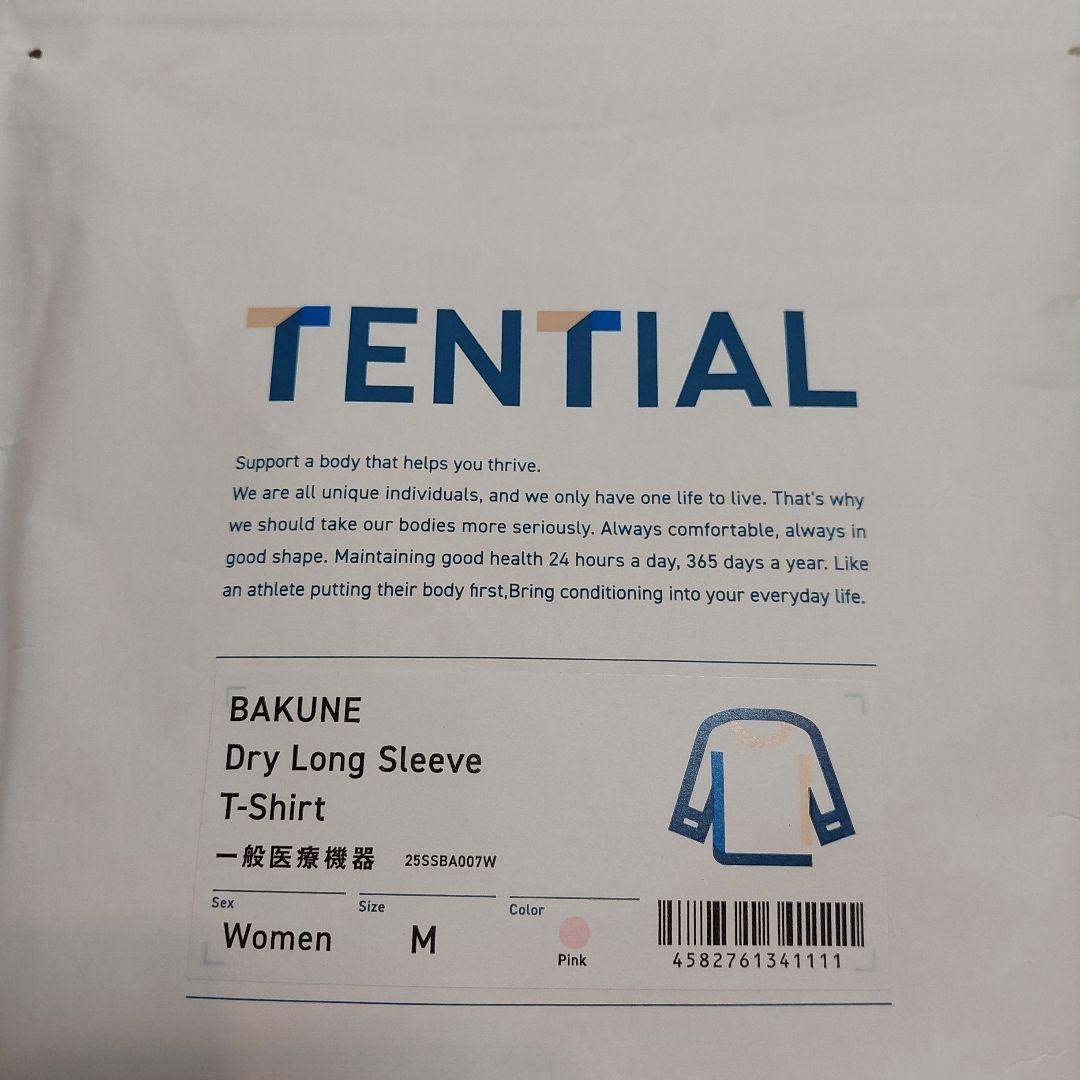 TENTIAL
Support a body that helps you thrive.
We are all unique individuals, and we only have one life to live. That's why
we should take our bodies more seriously. Always comfortable, always in
good shape. Maintaining good health 24 hours a day, 365 days a year. Like
an athlete putting their body first,Bring conditioning into your everyday life.
BAKUNE
Dry Long Sleeve
T-Shirt
一般医療機器 25SSBA007W
Sex Size Color
Women M Pink
4582761341111